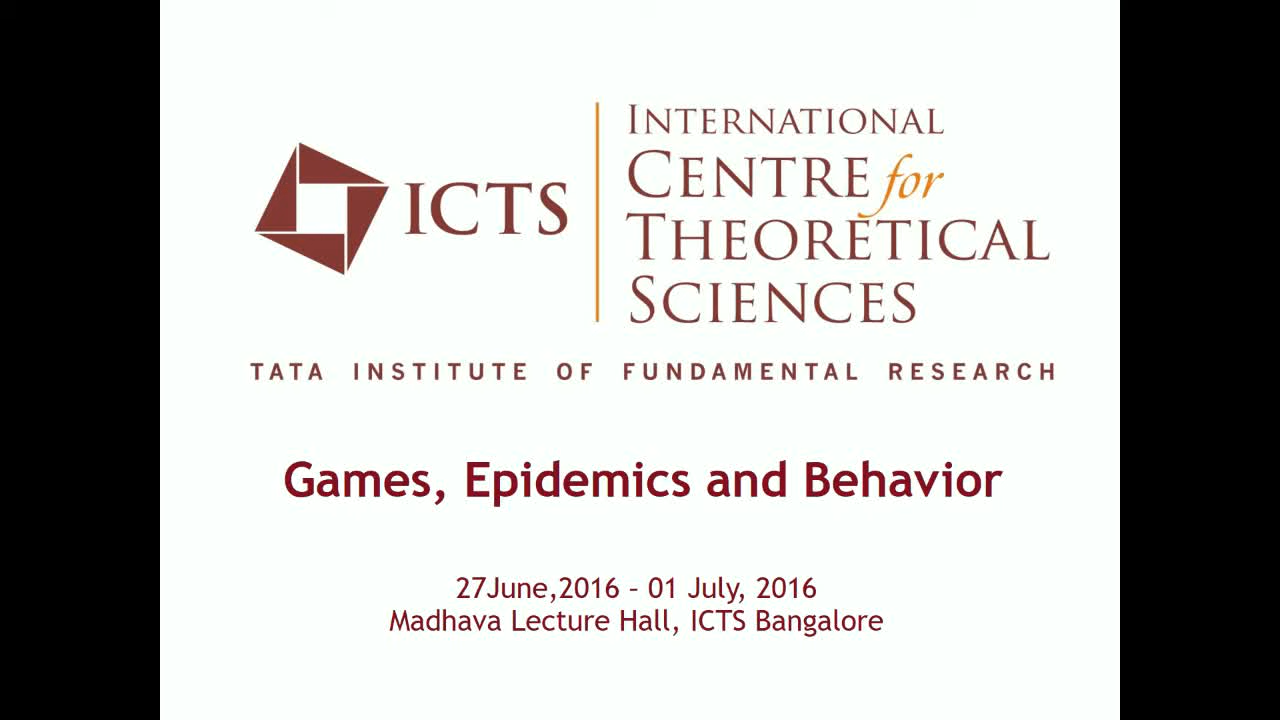 ICTS
INTERNATIONAL
CENTRE for
THEORETICAL
SCIENCES
TATA INSTITUTE OF FUNDAMENTAL RESEARCH
Games, Epidemics and Behavior
27June,2016 – 01 July, 2016
Madhava Lecture Hall, ICTS Bangalore